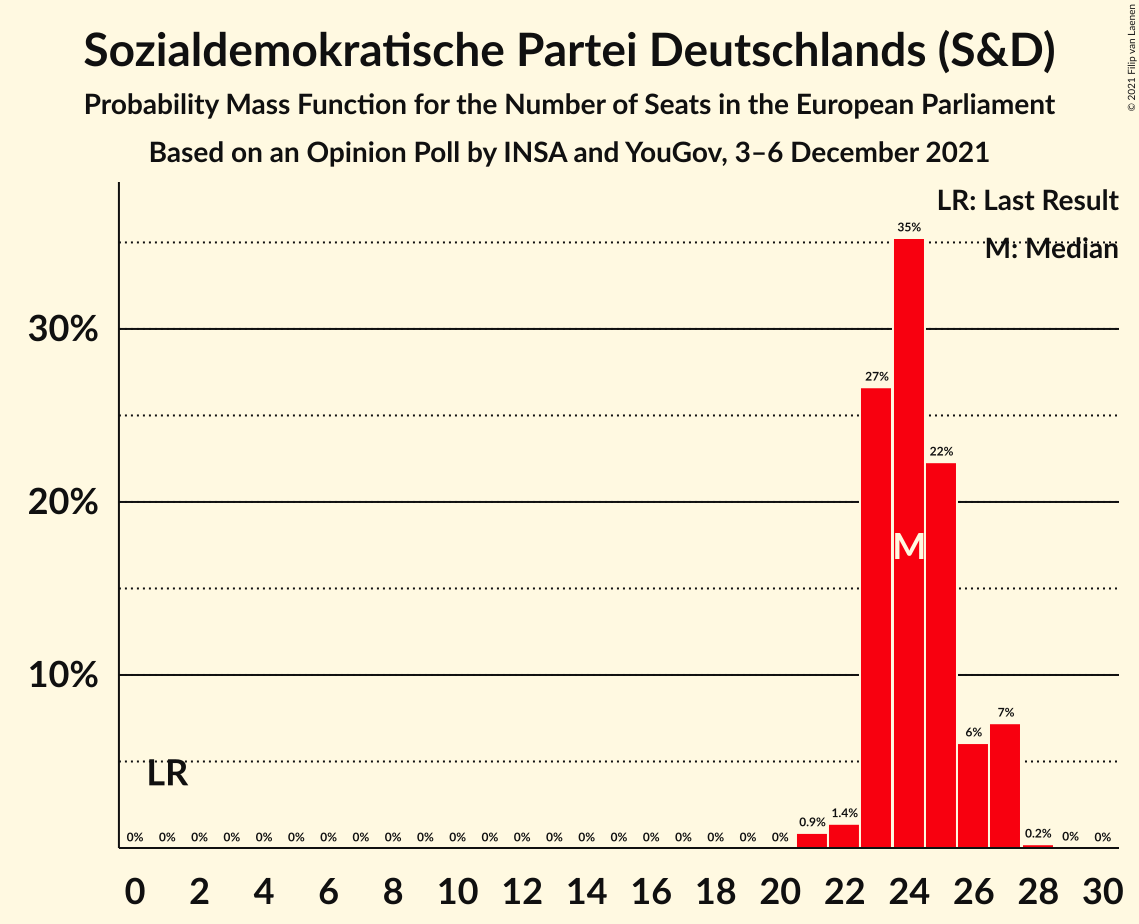 Sozialdemokratische Partei Deutschlands (S&D)
Probability Mass Function for the Number of Seats in the European Parliament
Based on an Opinion Poll by INSA and YouGov, 3–6 December 2021
© 2021 Filip van Laenen
LR: Last Result
M: Median
35%
30%
27%
22%
20%
M
10%
7%
6%
LR
0% 0% 0% 0% 0% 0% 0% 0% 0% 0% 0% 0% 0% 0% 0% 0% 0% 0% 0% 0% 0% 0.9% 1.4% 0.2% 0% 0%
0 2 4 6 8 10 12 14 16 18 20 22 24 26 28 30